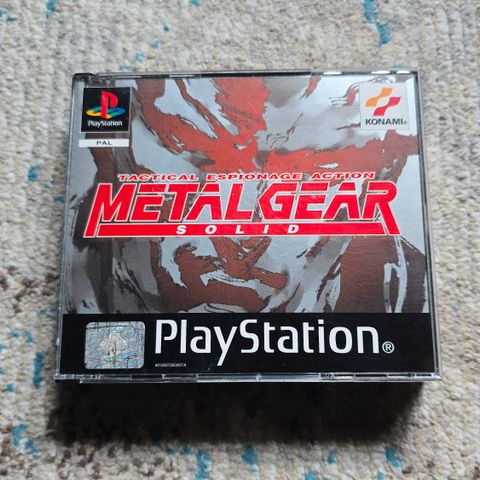 PlayStation
PAL
KONAMI®
TACTICAL ESPIONAGE ACTION
METAL GEAR
SOLID
PlayStation®